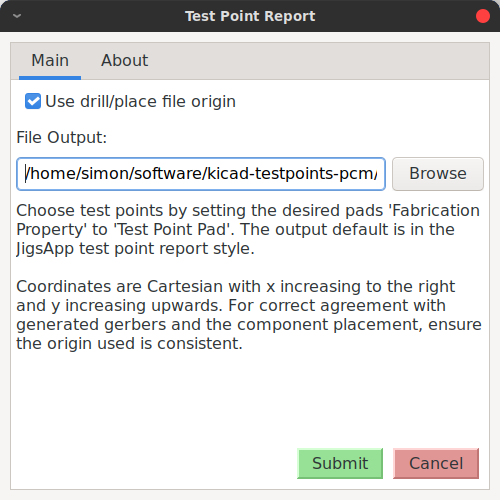 Test Point Report
Main About
Use drill/place file origin
File Output:
/home/simon/software/kicad-testpoints-pcm/ Browse
Choose test points by setting the desired pads 'Fabrication
Property' to 'Test Point Pad'. The output default is in the
JigsApp test point report style.
Coordinates are Cartesian with x increasing to the right
and y increasing upwards. For correct agreement with
generated gerbers and the component placement, ensure
the origin used is consistent.
Submit Cancel